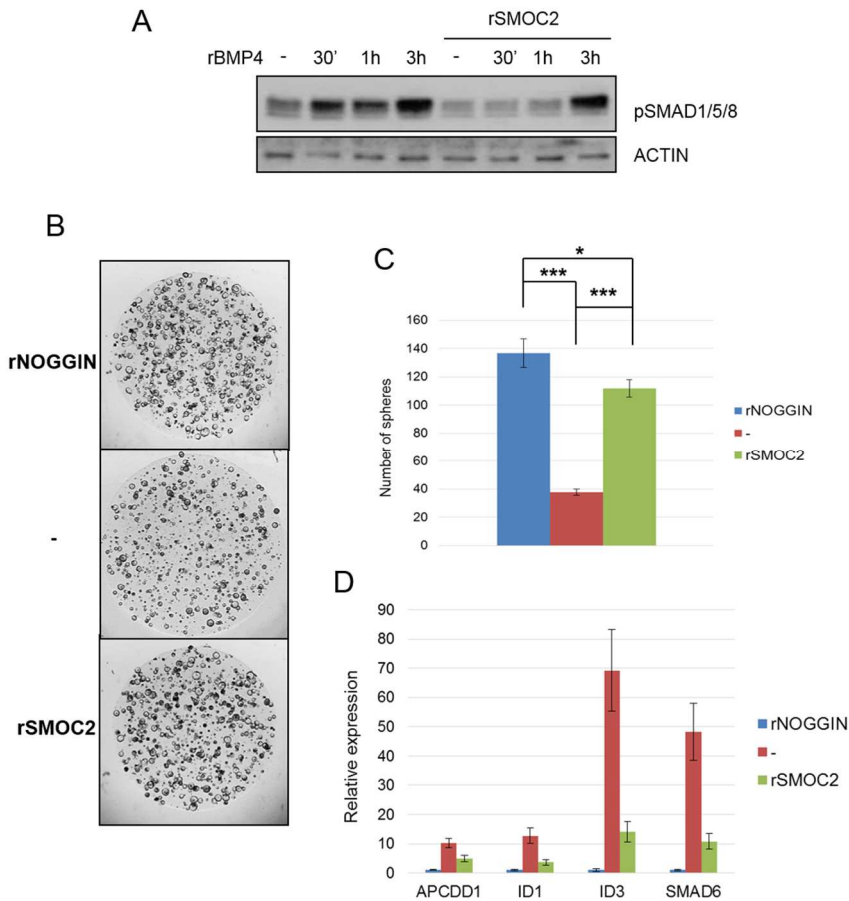 A
rSMOC2
rBMP4 - 30' 1h 3h - 30' 1h 3h
pSMAD1/5/8
ACTIN
B
rNOGGIN
-
rSMOC2
C
*
*** ***
Number of spheres
160
140
120
100
80
60
40
20
0
rNOGGIN
-
rSMOC2
D
Relative expression
90
80
70
60
50
40
30
20
10
0
APCDD1 ID1 ID3 SMAD6
rNOGGIN
-
rSMOC2